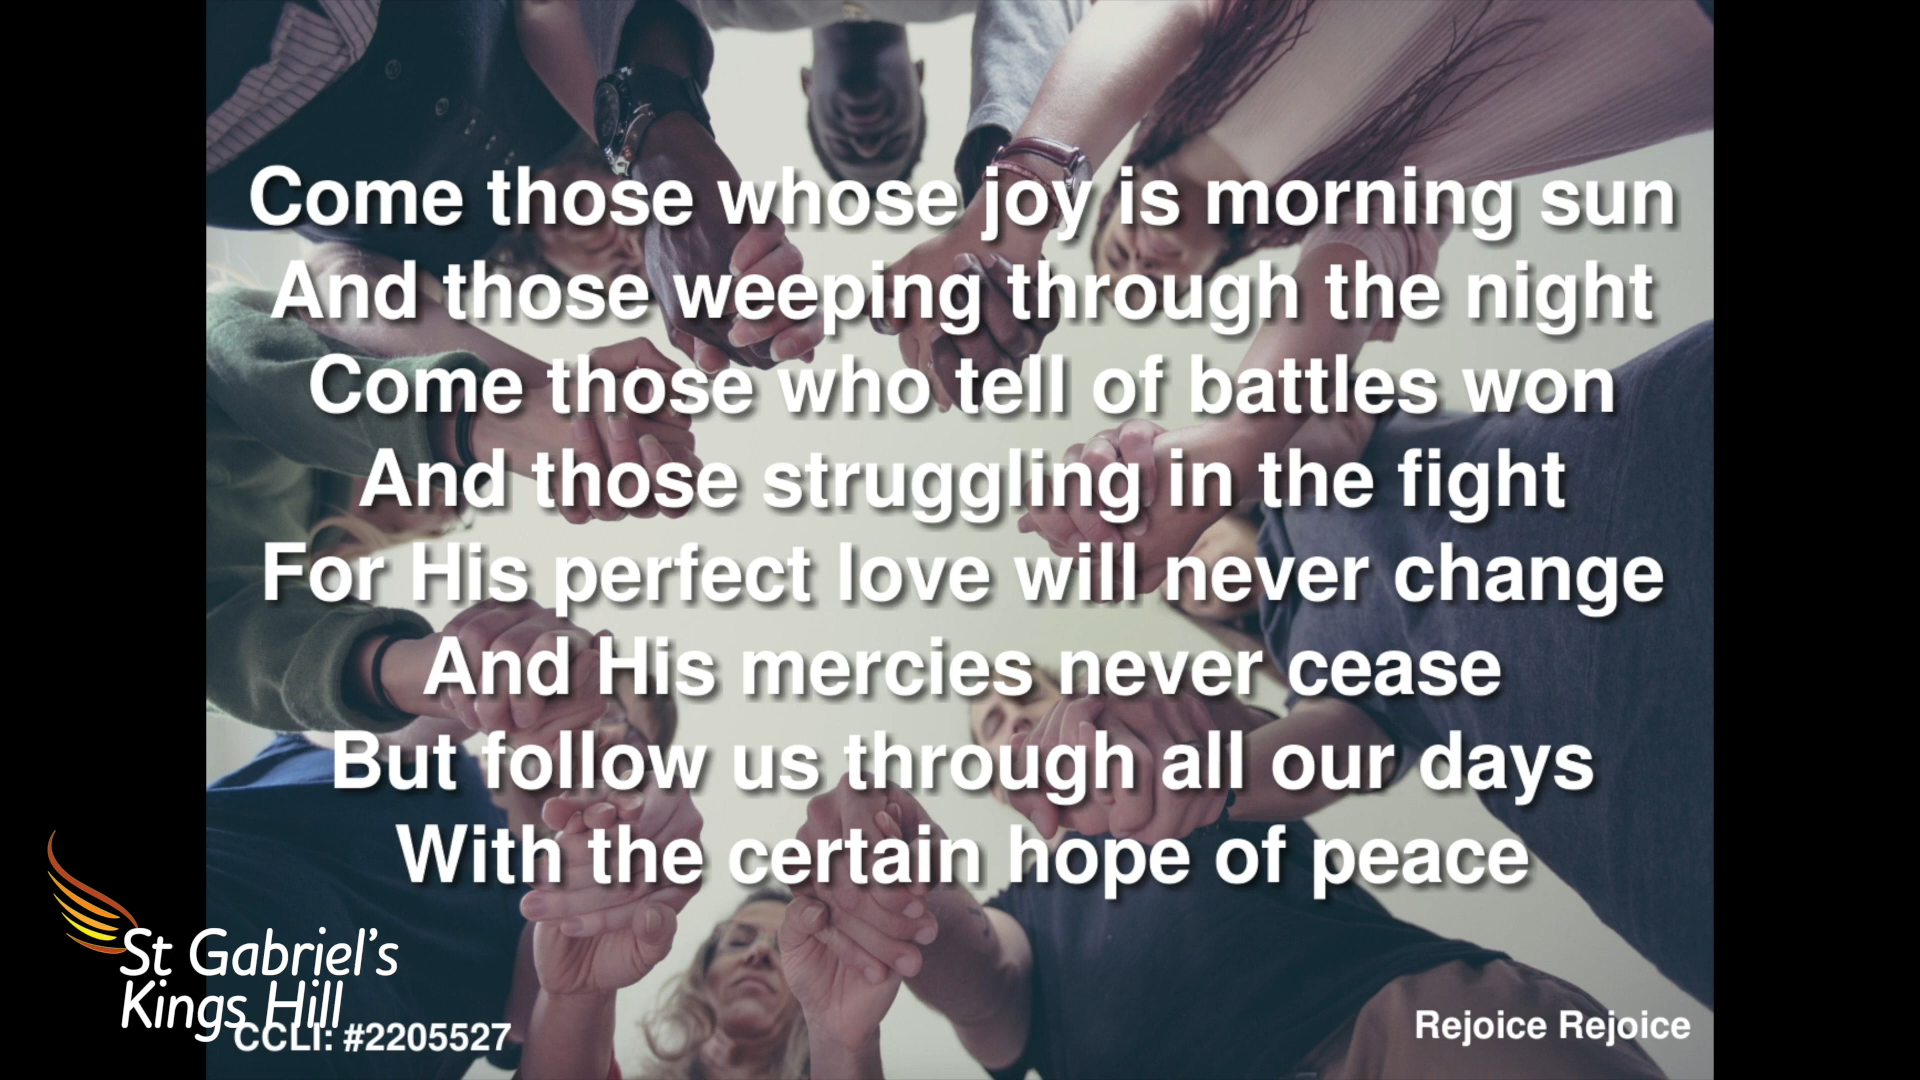 Come those whose joy is morning sun
And those weeping through the night
Come those who tell of battles won
And those struggling in the fight
For His perfect love will never change
And His mercies never cease
But follow us through all our days
With the certain hope of peace
St Gabriel's
Kings Hill
CCLI: #2205527
Rejoice Rejoice